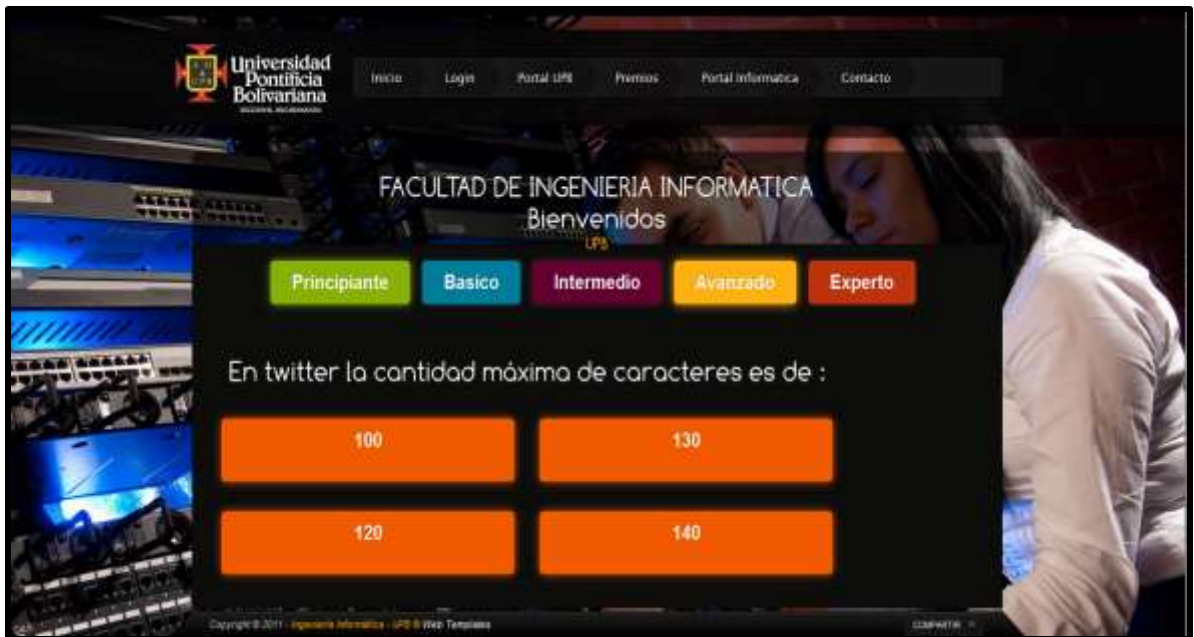 Universidad
Pontificia
Bolivariana
Inicio Login Portal UPB Premios Portal Informatica Contacto
FACULTAD DE INGENIERIA INFORMATICA
Bienvenidos
UPB
Principiante Basico Intermedio Avanzado Experto
En twitter la cantidad máxima de caracteres es de :
100 130
120 140
Copyright © 2011 - Ingenieria Informática - UPB © Web Templates
COMPARTIR